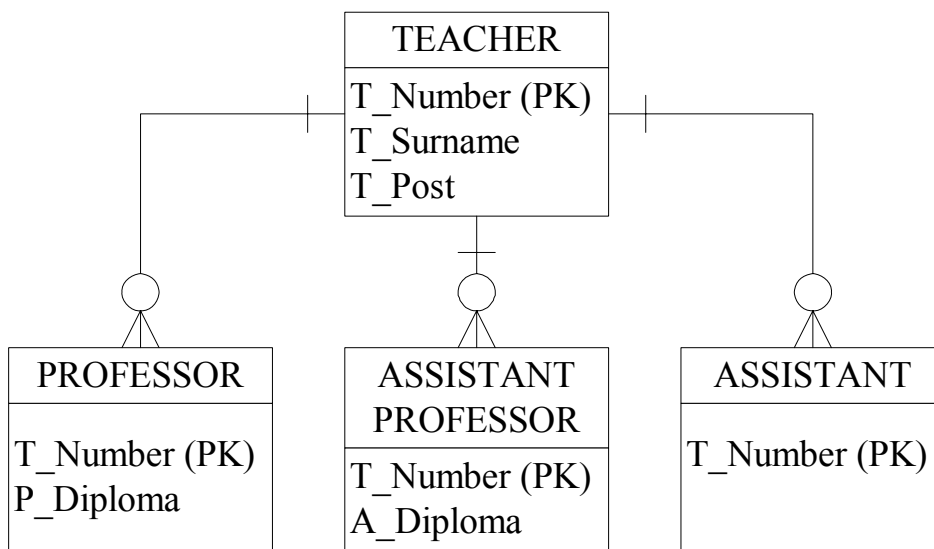 TEACHER
T_Number (PK)
T_Surname
T_Post
PROFESSOR
T_Number (PK)
P_Diploma
ASSISTANT
PROFESSOR
T_Number (PK)
A_Diploma
ASSISTANT
T_Number (PK)